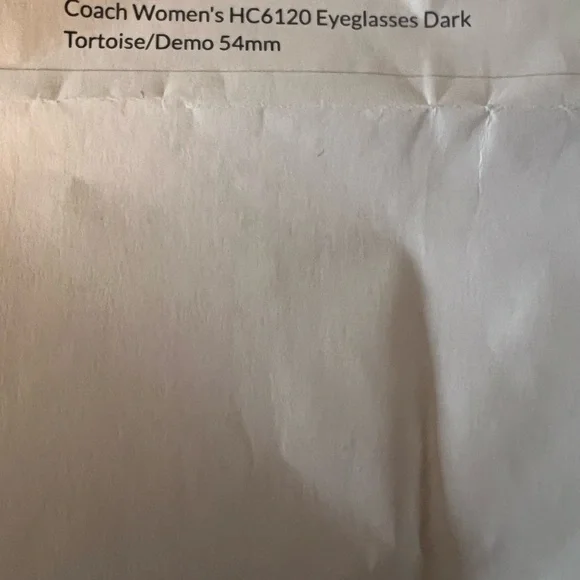 Coach Women's HC6120 Eyeglasses Dark
Tortoise/Demo 54mm